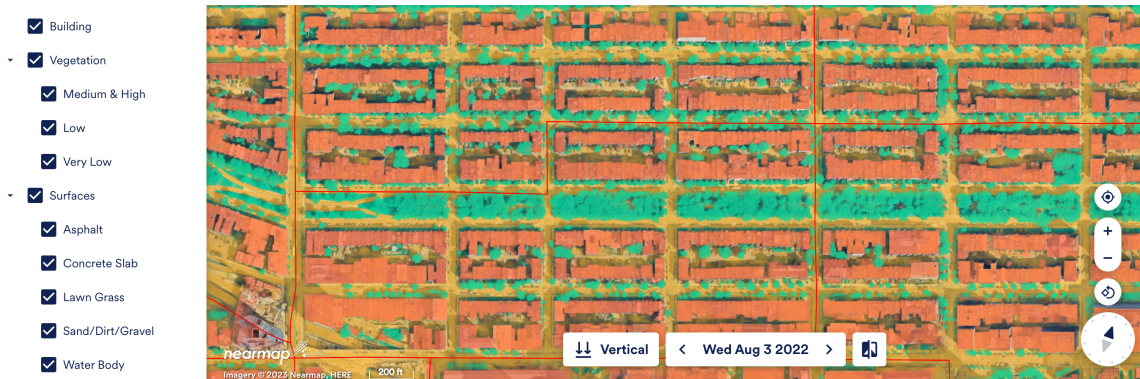 Building
Vegetation
Medium & High
Low
Very Low
Surfaces
Asphalt
Concrete Slab
Lawn Grass
Sand/Dirt/Gravel
Water Body
nearmap
Imagery © 2023 Nearmap, HERE
200 ft
Vertical
Wed Aug 3 2022
+
−